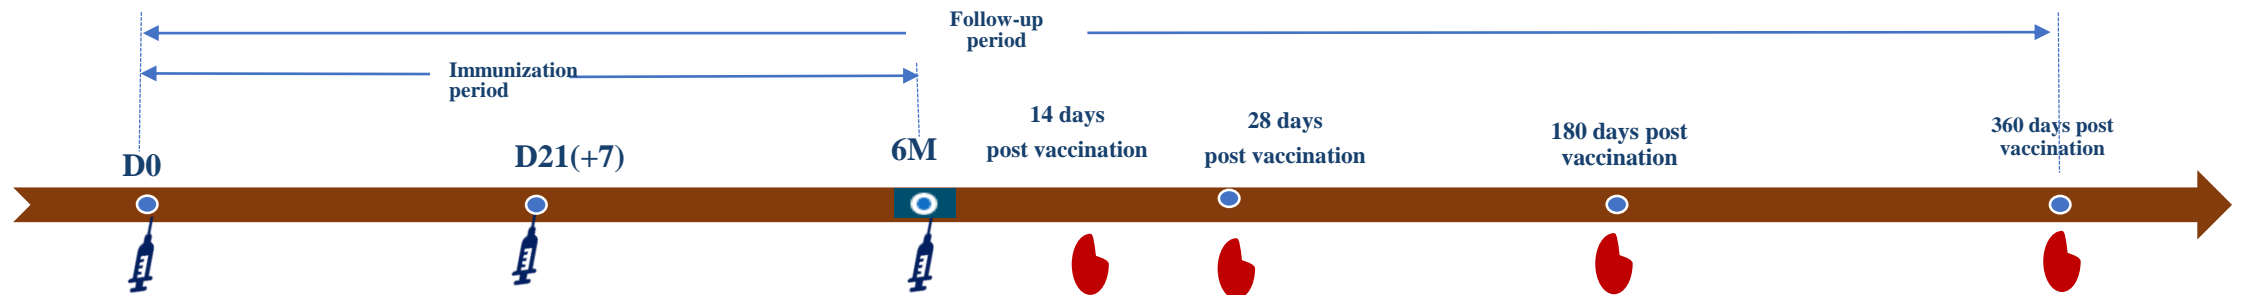 Follow-up
period
Immunization
period
14 days
post vaccination
28 days
post vaccination
180 days post
vaccination
360 days post
vaccination
D0
D21(+7)
6M